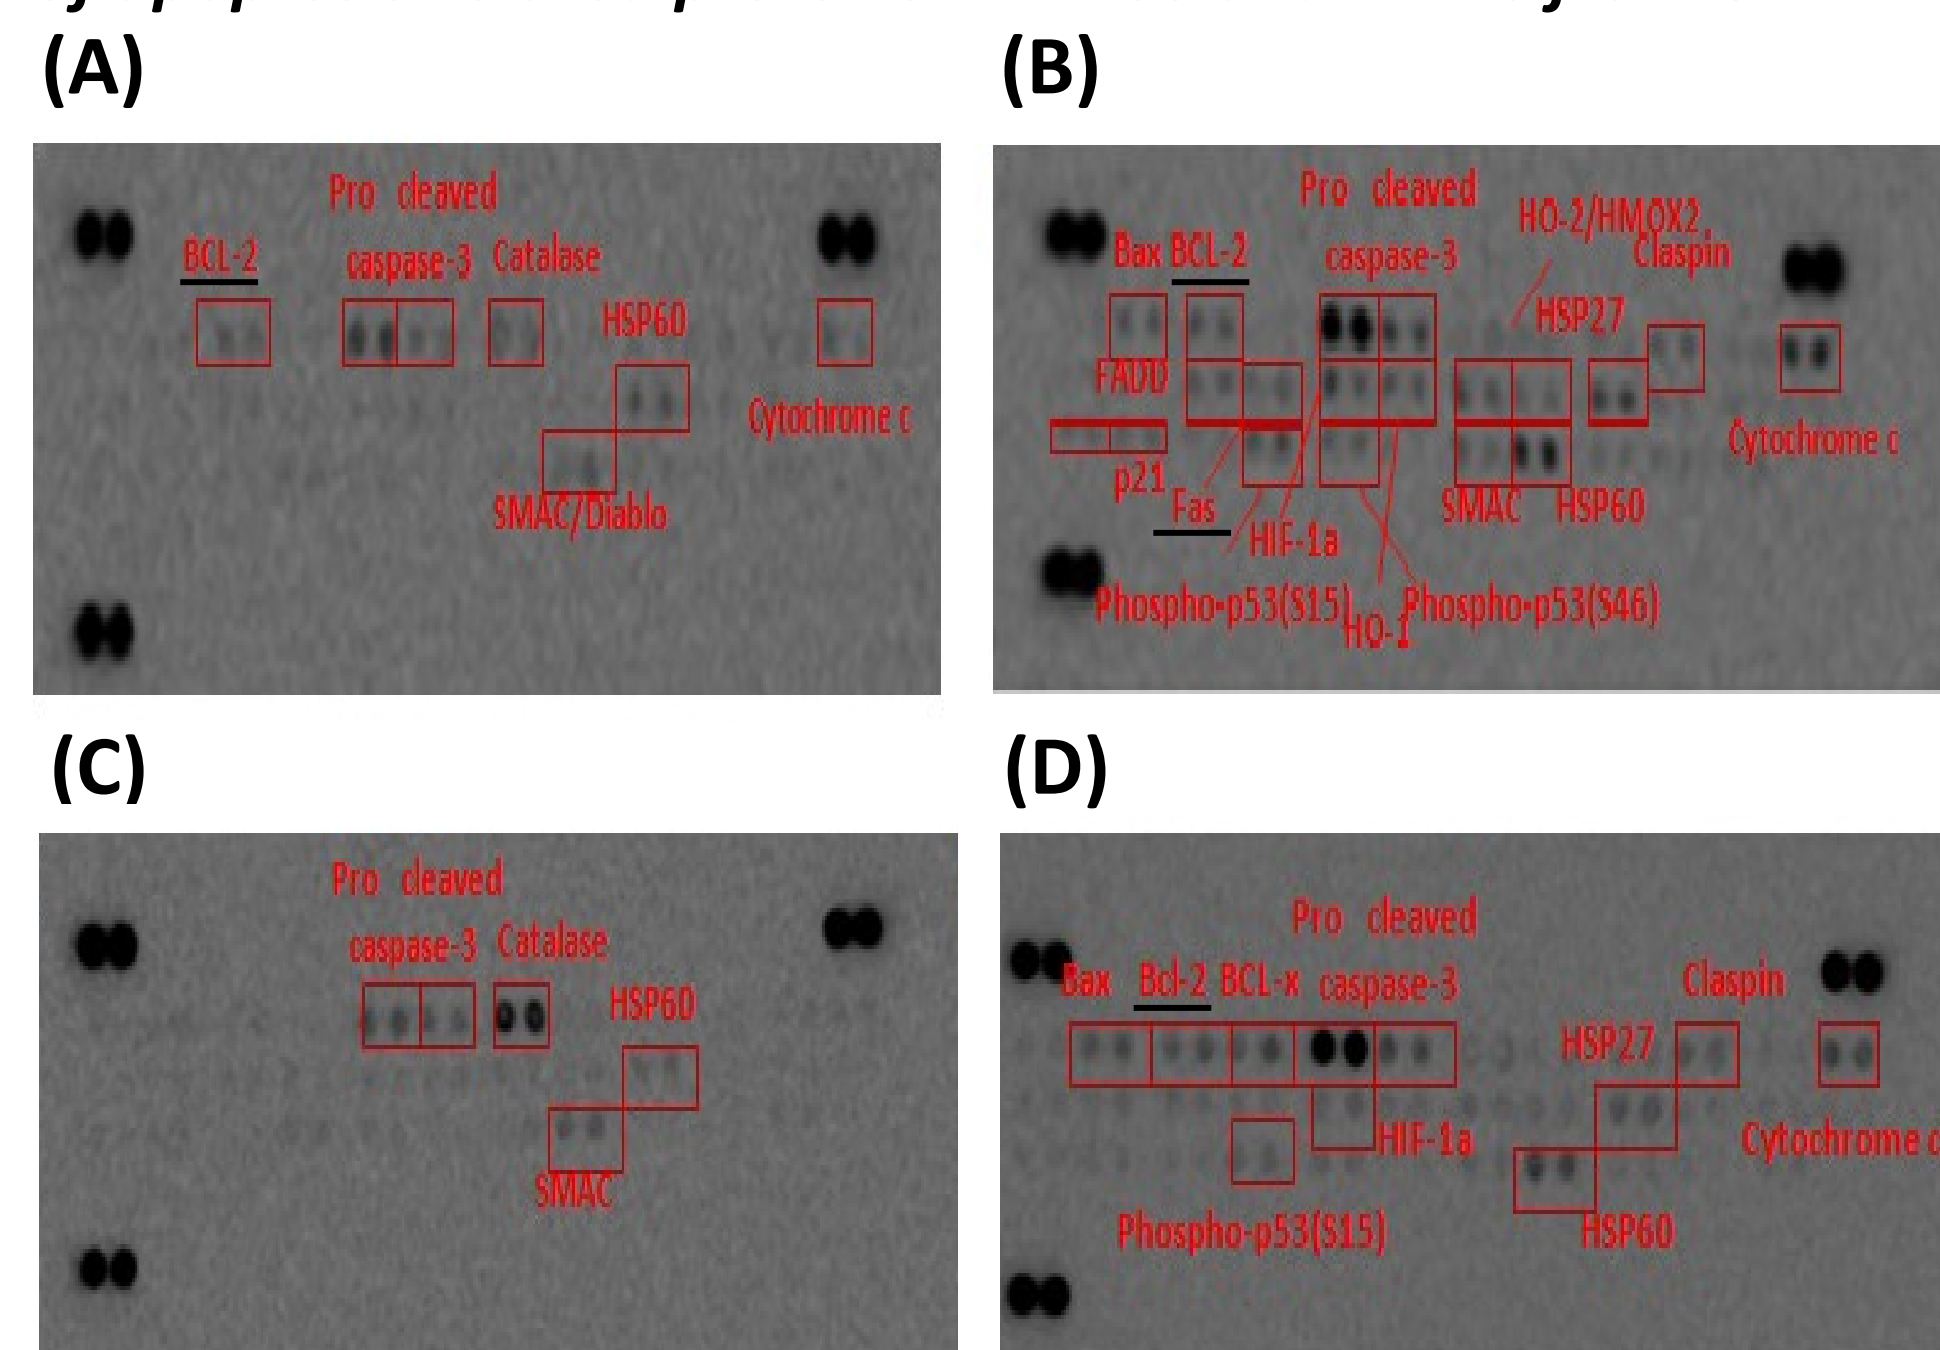 (A)
Pro cleaved
BCL-2 caspase-3 Catalase
HSP60
Cytochrome c
SMAC/Diablo
(B)
Pro cleaved
HO-2/HMOX2
Bax BCL-2 caspase-3 Claspin
HSP27
FADD
Cytochrome c
p21
Fas SMAC HSP60
HIF-1a
Phospho-p53(S15) Phospho-p53(S46)
HO-1
(C)
Pro cleaved
caspase-3 Catalase
HSP60
SMAC
(D)
Pro cleaved
Bax Bcl-2 BCL-x caspase-3 Claspin
HSP27
HIF-1a Cytochrome c
Phospho-p53(S15) HSP60